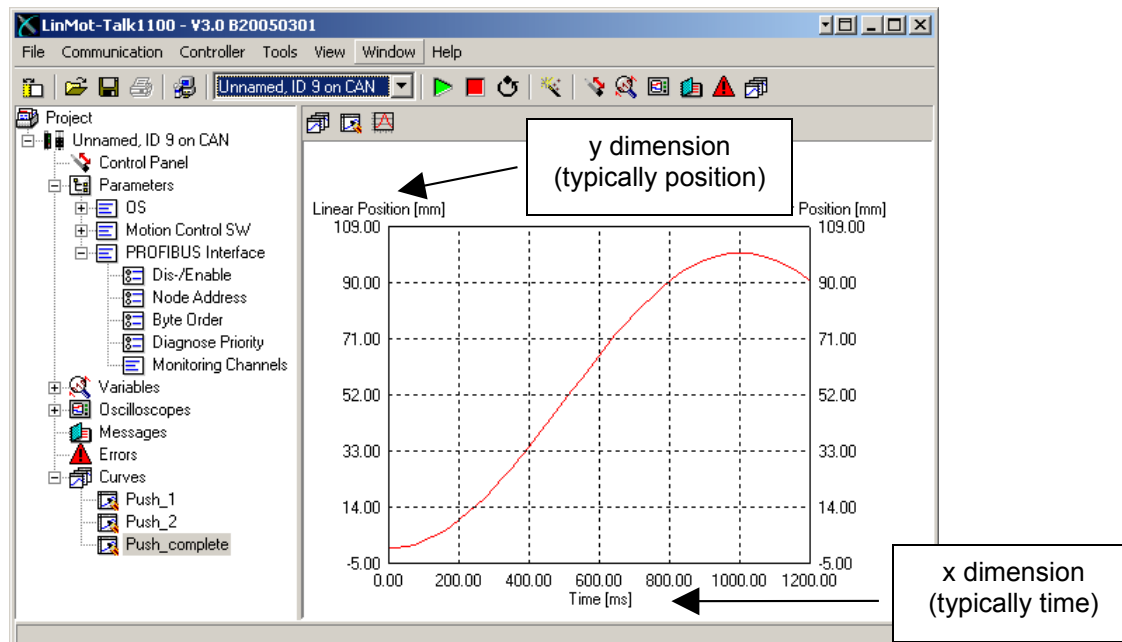 LinMot-Talk1100 - V3.0 B20050301
File Communication Controller Tools View Window Help
Unnamed, ID 9 on CAN
Project
Unnamed, ID 9 on CAN
Control Panel
Parameters
OS
Motion Control SW
PROFIBUS Interface
Dis-/Enable
Node Address
Byte Order
Diagnose Priority
Monitoring Channels
Variables
Oscilloscopes
Messages
Errors
Curves
Push_1
Push_2
Push_complete
y dimension
(typically position)
Linear Position [mm]
Position [mm]
109.00 109.00
90.00 90.00
71.00 71.00
52.00 52.00
33.00 33.00
14.00 14.00
-5.00 -5.00
0.00 200.00 400.00 600.00 800.00 1000.00 1200.00
Time [ms]
x dimension
(typically time)